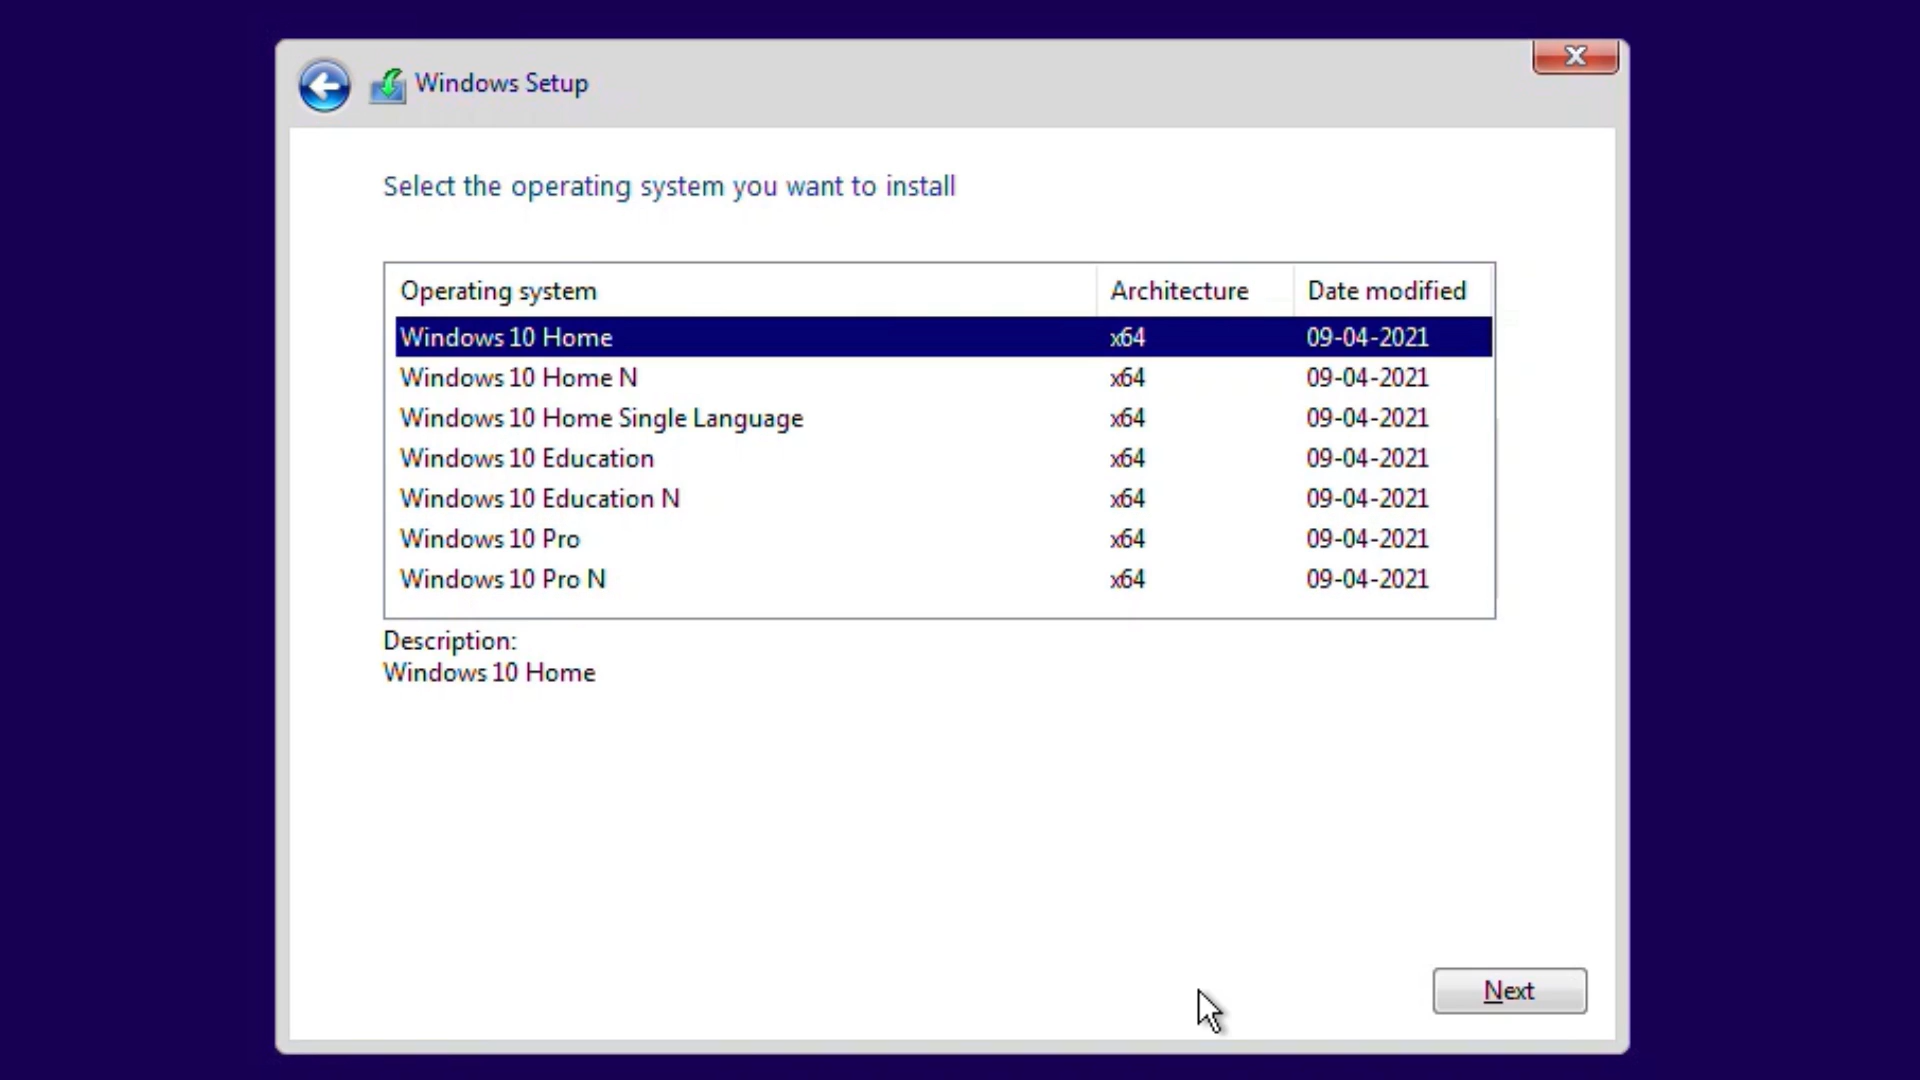 Windows Setup
Select the operating system you want to install
Operating system Architecture Date modified
Windows 10 Home x64 09-04-2021
Windows 10 Home N x64 09-04-2021
Windows 10 Home Single Language x64 09-04-2021
Windows 10 Education x64 09-04-2021
Windows 10 Education N x64 09-04-2021
Windows 10 Pro x64 09-04-2021
Windows 10 Pro N x64 09-04-2021
Description:
Windows 10 Home
Next